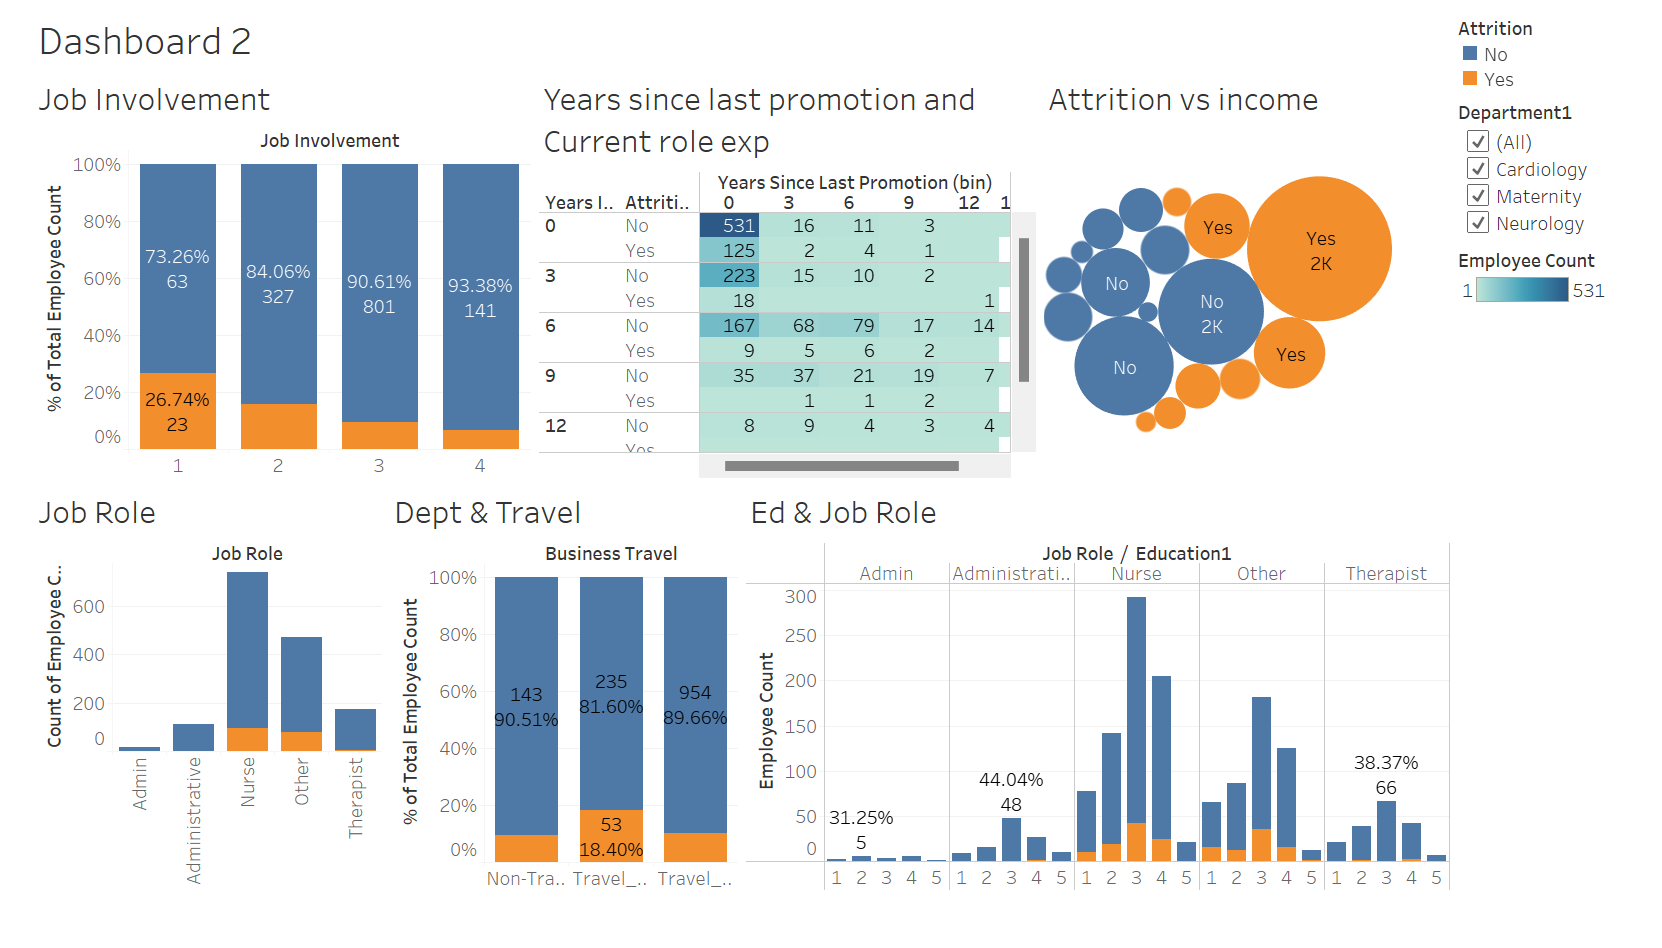 Dashboard 2
Job Involvement
Job Involvement
% of Total Employee Count
100%
80%
60%
40%
20%
0%
73.26%
63
84.06%
327
90.61%
801
93.38%
141
26.74%
23
1 2 3 4
Years since last promotion and
Current role exp
Years Since Last Promotion (bin)
Years I.. Attriti.. 0 3 6 9 12 1
0 No 531 16 11 3
Yes 125 2 4 1
3 No 223 15 10 2
Yes 18 1
6 No 167 68 79 17 14
Yes 9 5 6 2
9 No 35 37 21 19 7
Yes 1 1 2
12 No 8 9 4 3 4
Yes
Attrition vs income
Yes
Yes
2K
No
No
2K
Yes
No
Attrition
No
Yes
Department1
(All)
Cardiology
Maternity
Neurology
Employee Count
1 531
Job Role
Job Role
Count of Employee C..
600
400
200
0
Admin
Administrative
Nurse
Other
Therapist
Dept & Travel
Business Travel
% of Total Employee Count
100%
80%
60%
40%
20%
0%
143
90.51%
235
81.60%
954
89.66%
53
18.40%
Non-Tra.. Travel_.. Travel_..
Ed & Job Role
Job Role / Education1
Admin Administrati.. Nurse Other Therapist
Employee Count
300
250
200
150
100
50
0
31.25%
5
44.04%
48
38.37%
66
1 2 3 4 5 1 2 3 4 5 1 2 3 4 5 1 2 3 4 5 1 2 3 4 5